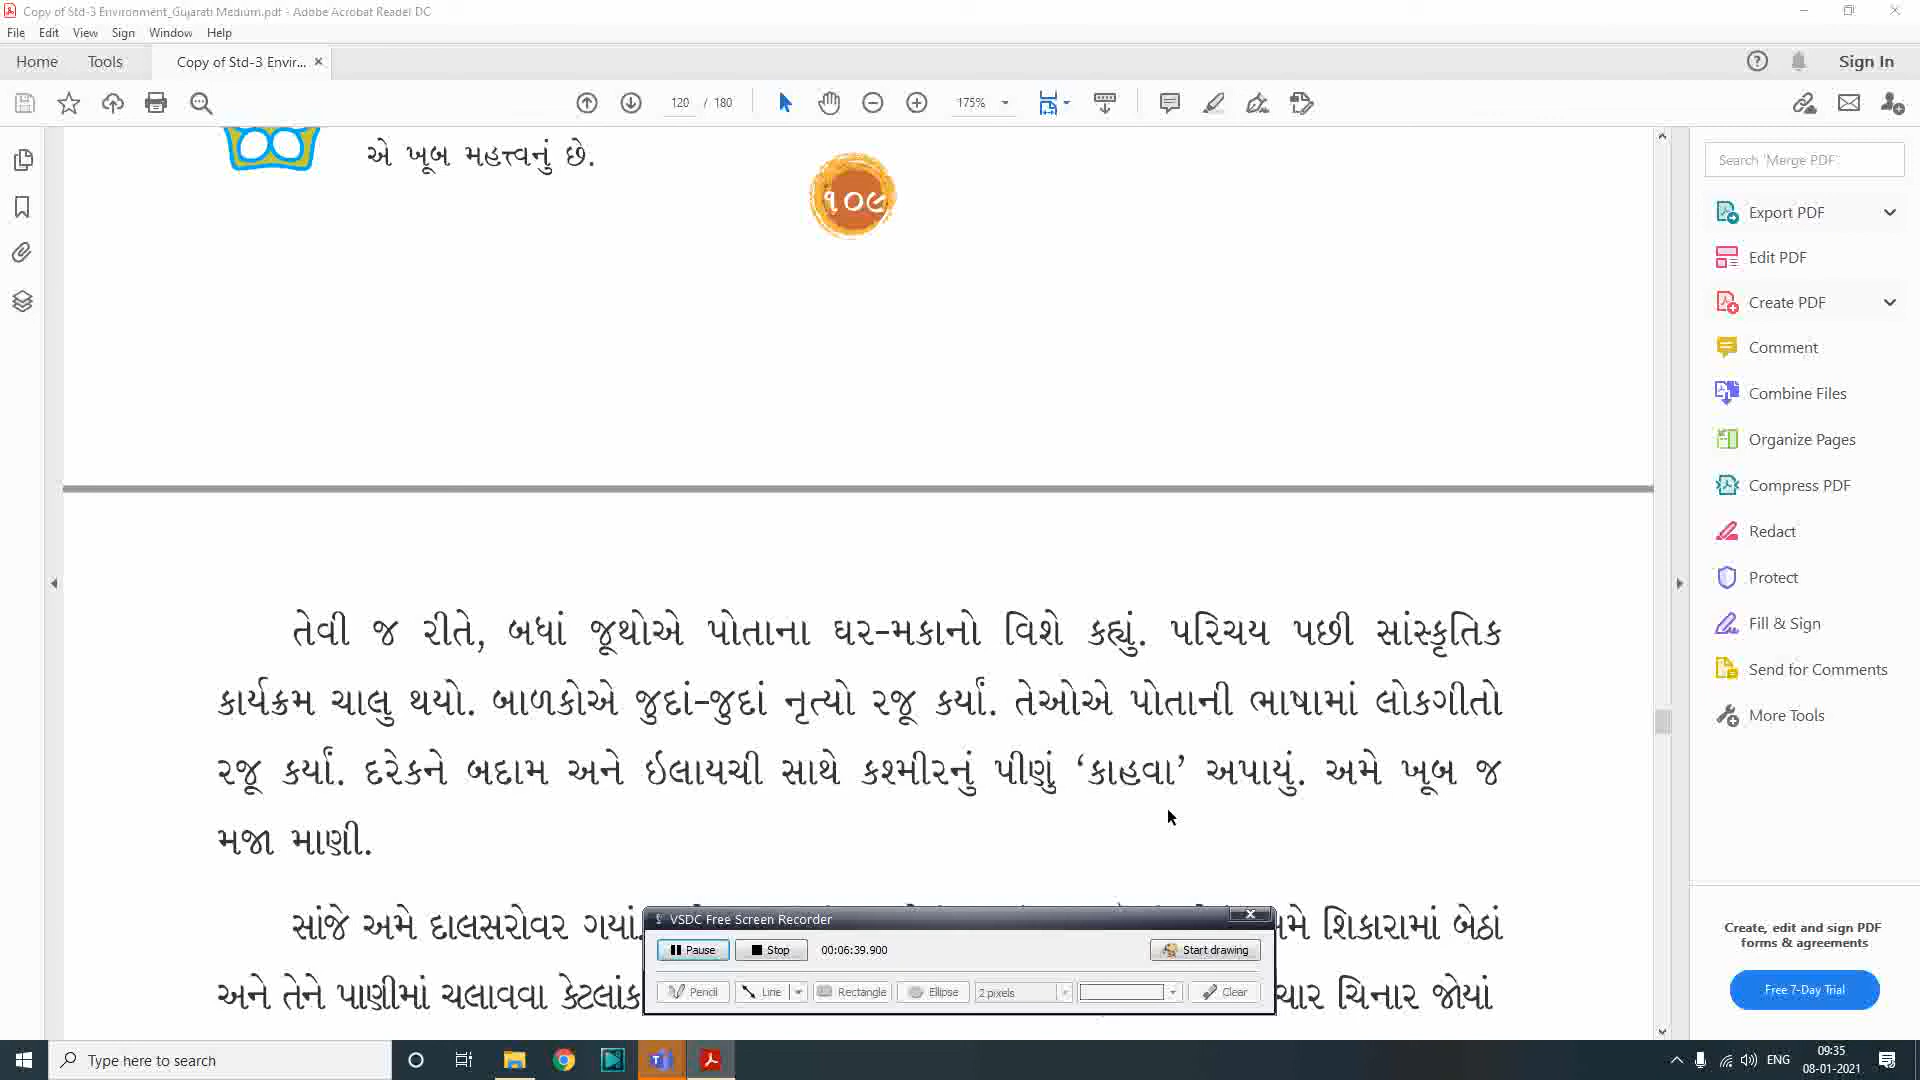 Copy of Std-3 Environment_Gujarati Medium.pdf - Adobe Acrobat Reader DC
File Edit View Sign Window Help
Home Tools Copy of Std-3 Envir... × Sign In
120 / 180 175%
એ ખૂબ મહત્ત્વનું છે.
૧૦૯
તેવી જ રીતે, બધાં જૂથોએ પોતાના ઘર-મકાનો વિશે કહ્યું. પરિચય પછી સાંસ્કૃતિક
કાર્યક્રમ ચાલુ થયો. બાળકોએ જુદાં-જુદાં નૃત્યો રજૂ કર્યાં. તેઓએ પોતાની ભાષામાં લોકગીતો
રજૂ કર્યાં. દરેકને બદામ અને ઇલાયચી સાથે કશ્મીરનું પીણું ‘કાહવા’ અપાયું. અમે ખૂબ જ
મજા માણી.
સાંજે અમે દાલસરોવર ગયાં. અમે શિકારામાં બેઠાં
અને તેને પાણીમાં ચલાવવા કેટલાંક ચાર ચિનાર જોયાં
VSDC Free Screen Recorder
Pause Stop 00:06:39.900 Start drawing
Pencil Line Rectangle Ellipse 2 pixels Clear
Search 'Merge PDF'
Export PDF
Edit PDF
Create PDF
Comment
Combine Files
Organize Pages
Compress PDF
Redact
Protect
Fill & Sign
Send for Comments
More Tools
Create, edit and sign PDF
forms & agreements
Free 7-Day Trial
Type here to search
ENG
09:35
08-01-2021